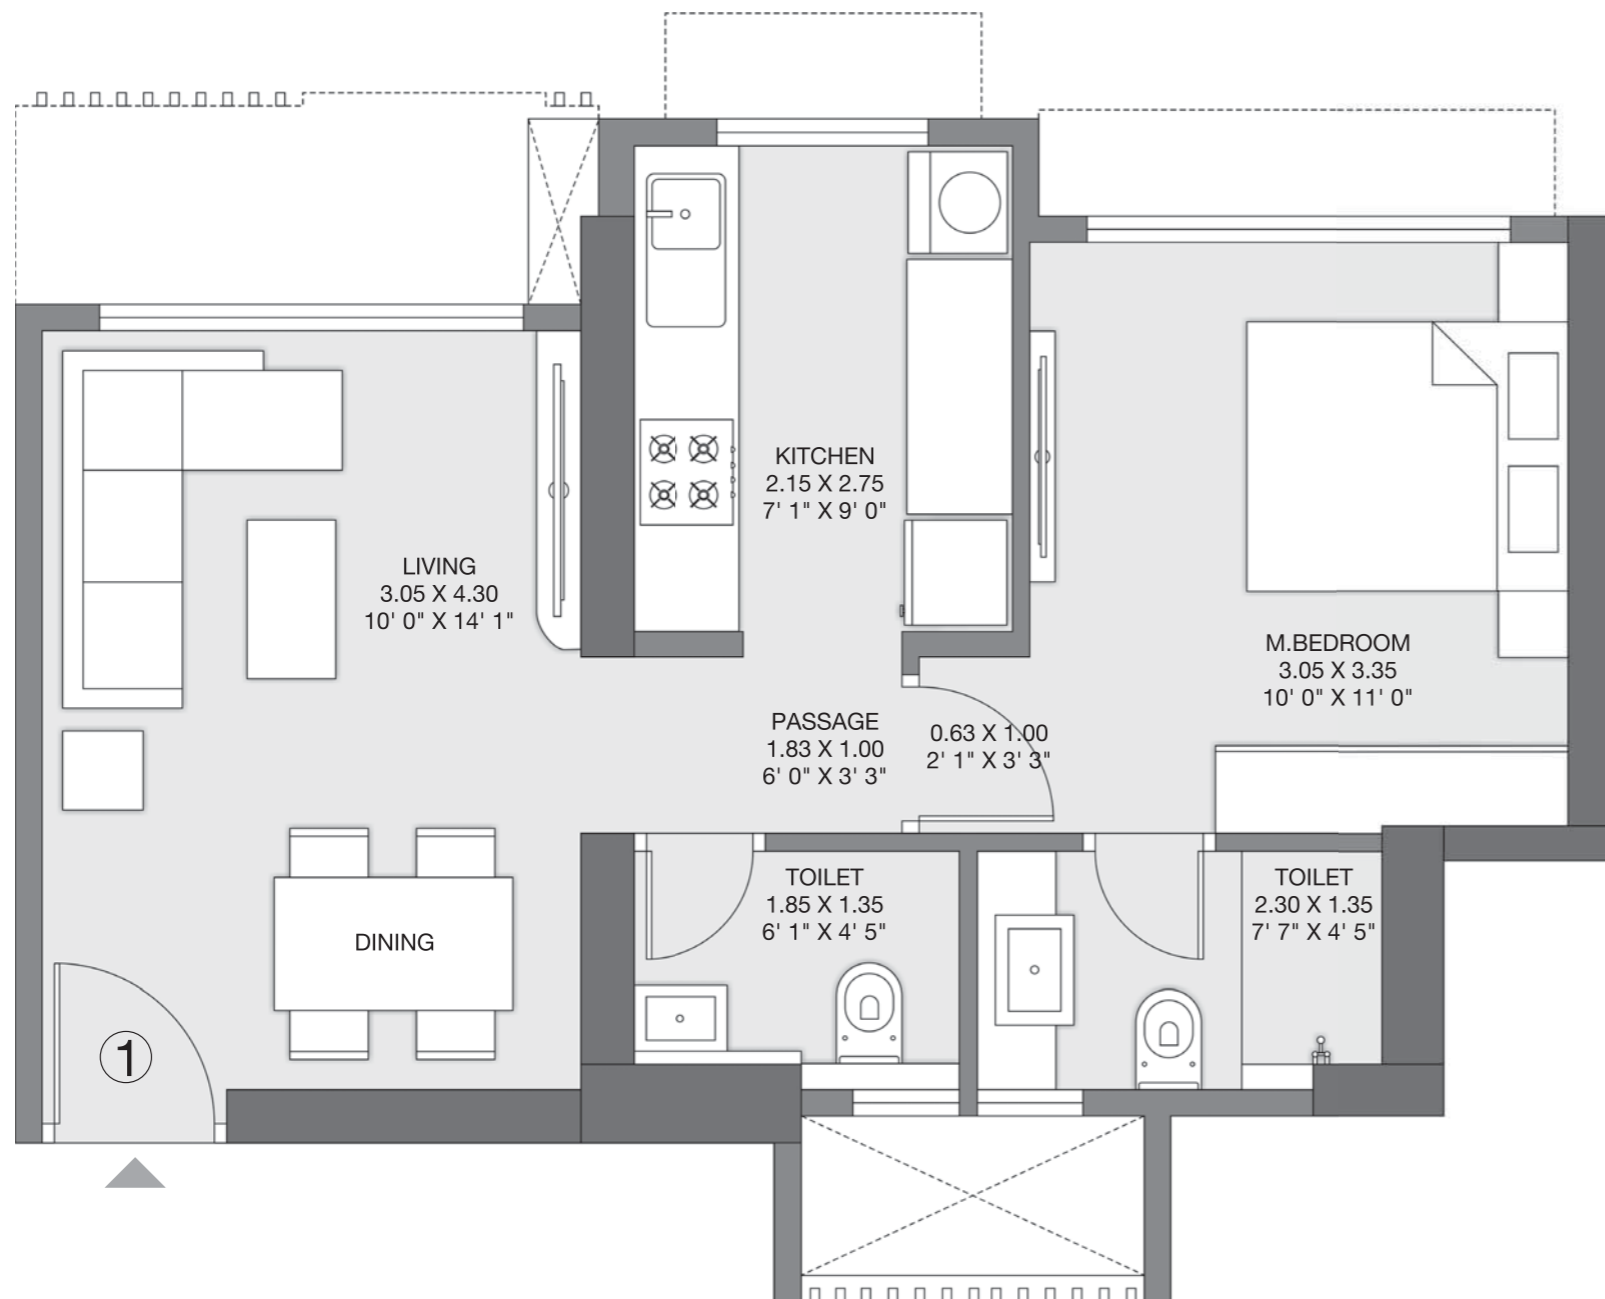 KITCHEN
2.15 X 2.75
7' 1" X 9' 0"
LIVING
3.05 X 4.30
10' 0" X 14' 1"
M.BEDROOM
3.05 X 3.35
10' 0" X 11' 0"
PASSAGE
1.83 X 1.00
6' 0" X 3' 3"
0.63 X 1.00
2' 1" X 3' 3"
TOILET
1.85 X 1.35
6' 1" X 4' 5"
TOILET
2.30 X 1.35
7' 7" X 4' 5"
DINING
1